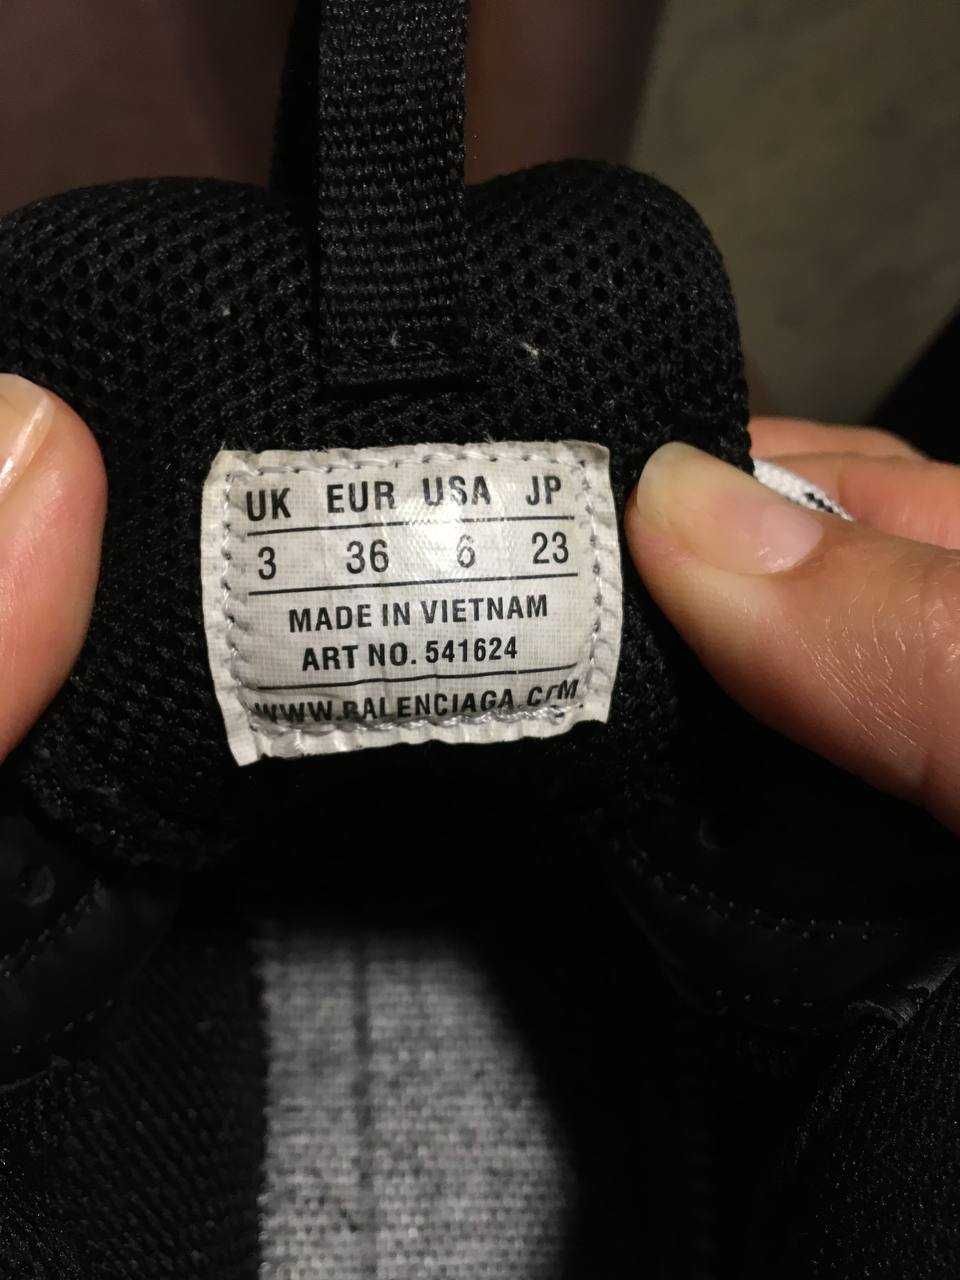 UK EUR USA JP
3 36 6 23
MADE IN VIETNAM
ART NO. 541624
WWW.BALENCIAGA.COM